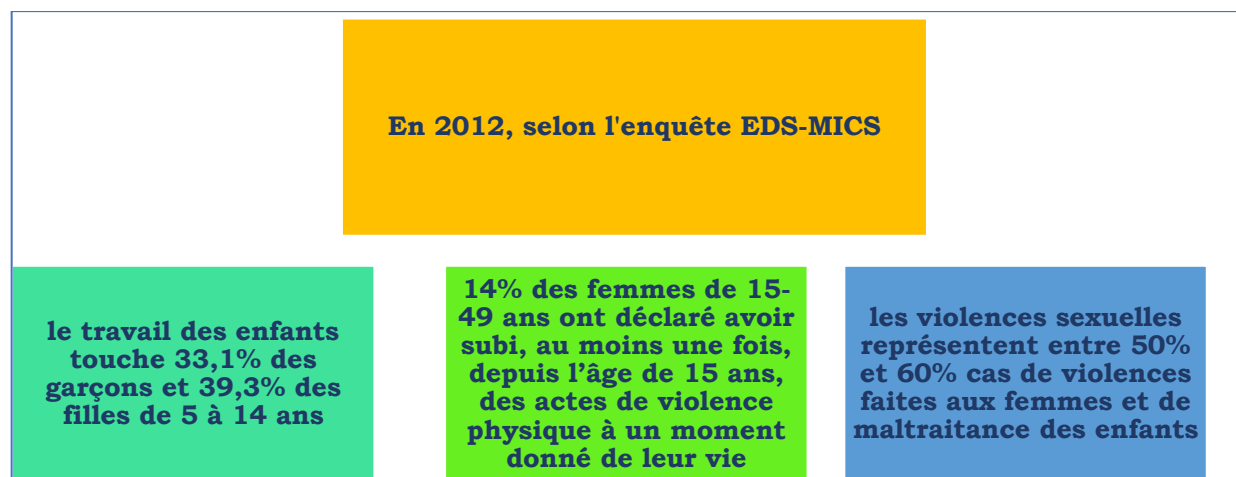 En 2012, selon l'enquête EDS-MICS
le travail des enfants
touche 33,1% des
garçons et 39,3% des
filles de 5 à 14 ans
14% des femmes de 15-
49 ans ont déclaré avoir
subi, au moins une fois,
depuis l’âge de 15 ans,
des actes de violence
physique à un moment
donné de leur vie
les violences sexuelles
représentent entre 50%
et 60% cas de violences
faites aux femmes et de
maltraitance des enfants